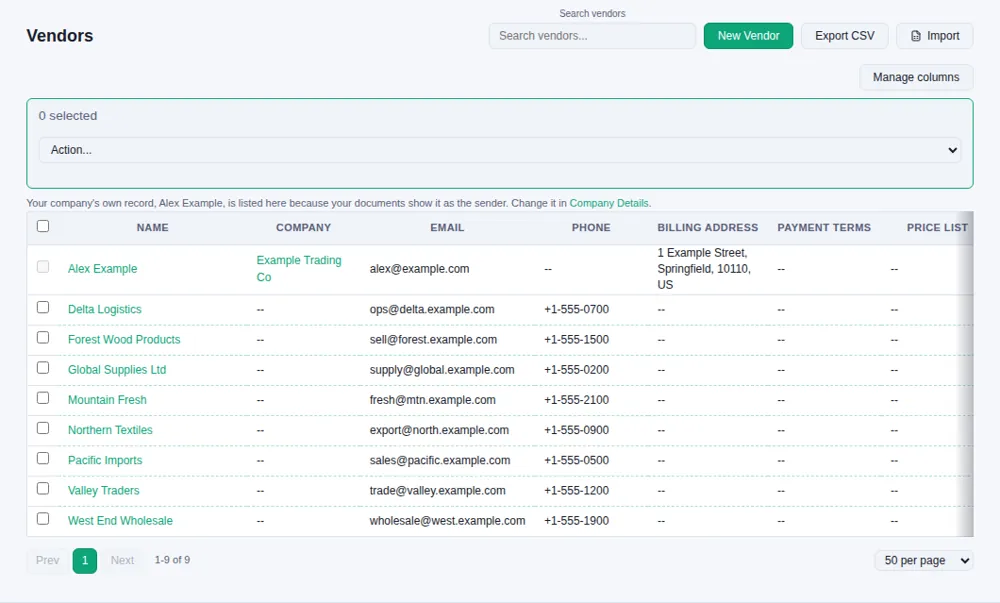 Search vendors
Vendors
Search vendors...
New Vendor
Export CSV
Import
Manage columns
0 selected
Action...
Your company's own record, Alex Example, is listed here because your documents show it as the sender. Change it in Company Details.
NAME COMPANY EMAIL PHONE BILLING ADDRESS PAYMENT TERMS PRICE LIST
Alex Example Example Trading Co alex@example.com -- 1 Example Street, Springfield, 10110, US -- --
Delta Logistics -- ops@delta.example.com +1-555-0700 -- -- --
Forest Wood Products -- sell@forest.example.com +1-555-1500 -- -- --
Global Supplies Ltd -- supply@global.example.com +1-555-0200 -- -- --
Mountain Fresh -- fresh@mtn.example.com +1-555-2100 -- -- --
Northern Textiles -- export@north.example.com +1-555-0900 -- -- --
Pacific Imports -- sales@pacific.example.com +1-555-0500 -- -- --
Valley Traders -- trade@valley.example.com +1-555-1200 -- -- --
West End Wholesale -- wholesale@west.example.com +1-555-1900 -- -- --
Prev 1 Next 1-9 of 9
50 per page